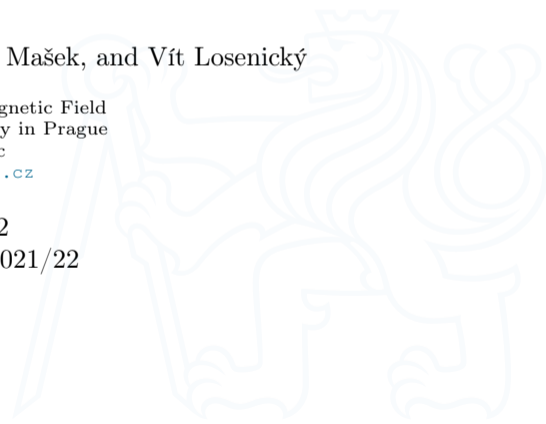 Mašek, and Vít Losenický
gnetic Field
y in Prague
c
.cz
2
021/22